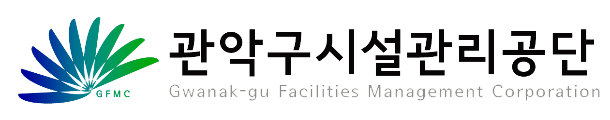 관악구시설관리공단
GFMC
Gwanak-gu Facilities Management Corporation